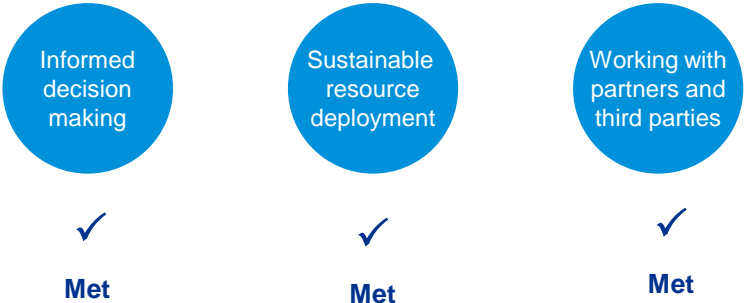 Informed
decision
making
Sustainable
resource
deployment
Working with
partners and
third parties
✓
✓
✓
Met
Met
Met